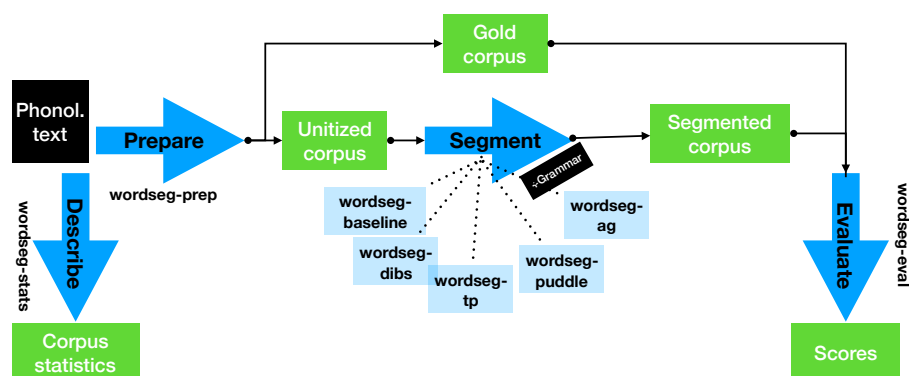 Gold
corpus
Phonol.
text
Prepare
Unitized
corpus
Segment
Segmented
corpus
÷Grammar
wordseg-prep
wordseg-
baseline
wordseg-
dibs
wordseg-
tp
wordseg-
puddle
wordseg-
ag
wordseg-stats
Describe
Evaluate
wordseg-eval
Corpus
statistics
Scores